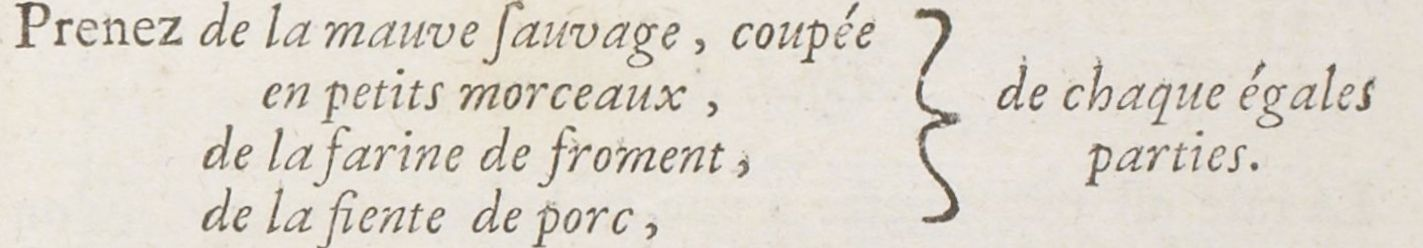 Prenez de la mauve ſauvage, coupée
en petits morceaux,
de la farine de froment,
de la fiente de porc,
de chaque égales
parties.